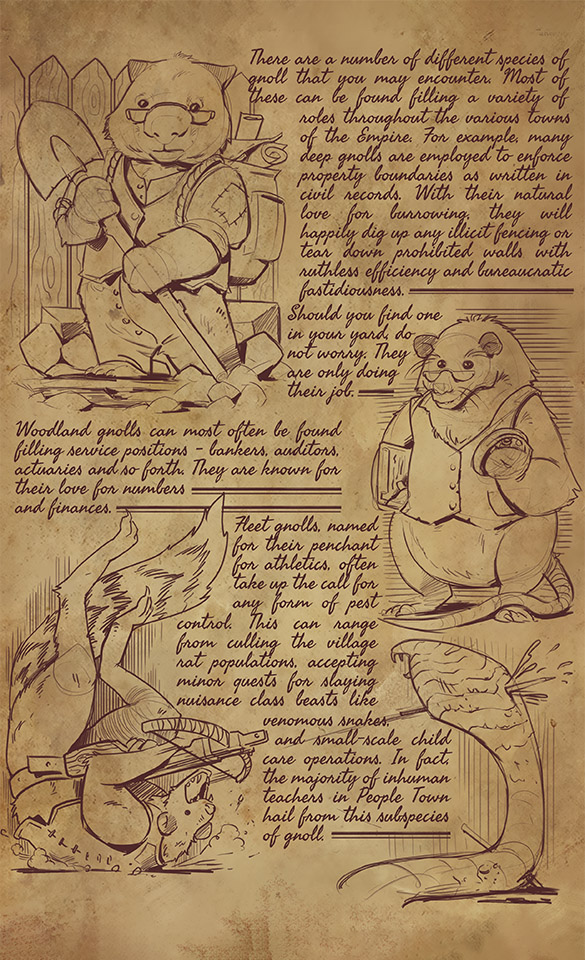 There are a number of different species of
gnoll that you may encounter. Most of
these can be found filling a variety of
roles throughout the various towns
of the Empire. For example, many
deep gnolls are employed to enforce
property boundaries as written in
civil records. With their natural
love for burrowing, they will
happily dig up any illicit fencing or
tear down prohibited walls with
ruthless efficiency and bureaucratic
fastidiousness.
Should you find one
in your yard, do
not worry. They
are only doing
their job.
Woodland gnolls can most often be found
filling service positions - bankers, auditors,
actuaries and so forth. They are known for
their love for numbers
and finances.
Fleet gnolls, named
for their penchant
for athletics, often
take up the call for
any form of pest
control. This can range
from culling the village
rat populations, accepting
minor quests for slaying
nuisance class beasts like
venomous snakes,
and small-scale child
care operations. In fact,
the majority of inhuman
teachers in People Town
hail from this subspecies
of gnoll.